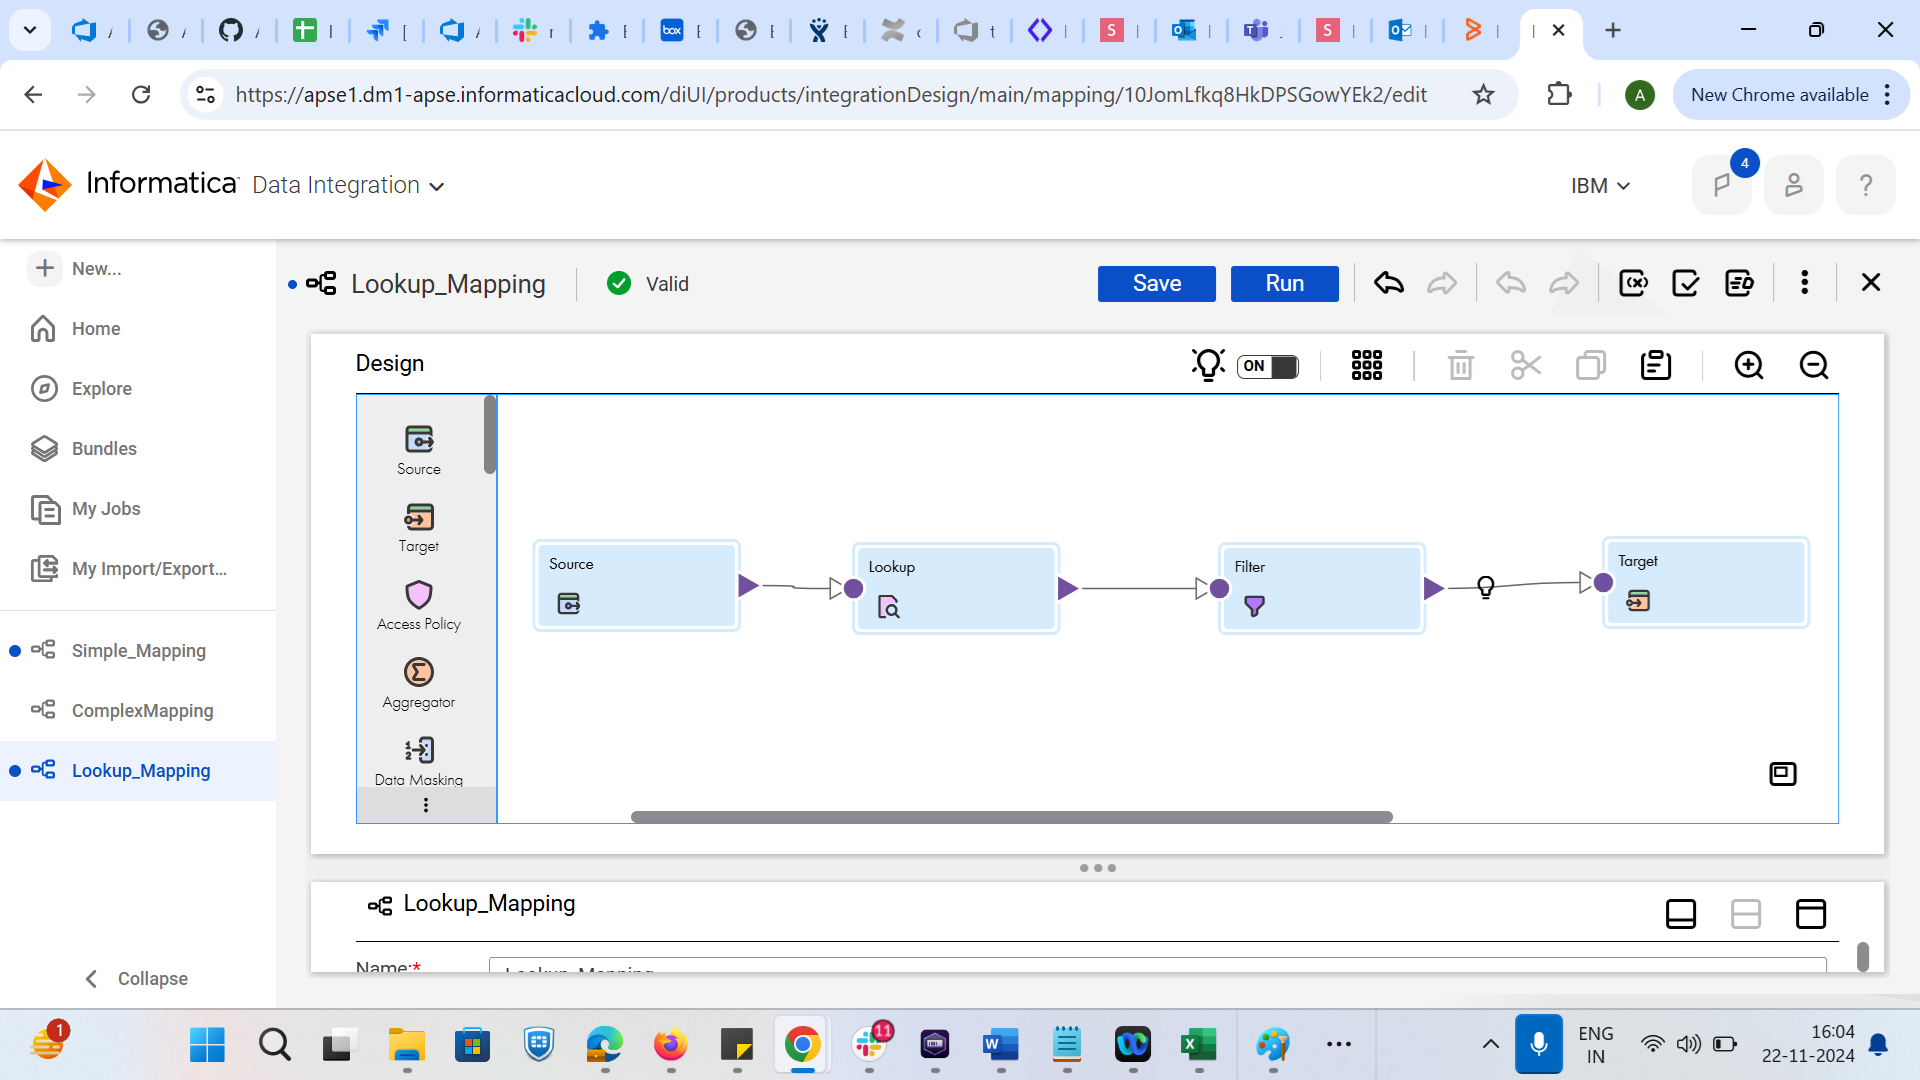 https://apse1.dm1-apse.informaticacloud.com/diUI/products/integrationDesign/main/mapping/10JomLfkq8HkDPSGowYEk2/edit
A
New Chrome available
Informatica
Data Integration
IBM
4
?
New...
Home
Explore
Bundles
My Jobs
My Import/Export...
Simple_Mapping
ComplexMapping
Lookup_Mapping
Collapse
Lookup_Mapping
Valid
Save
Run
Design
ON
Source
Target
Access Policy
Aggregator
Data Masking
Source
Lookup
Filter
Target
Lookup_Mapping
Name:*
Lookup_Mapping
1
11
ENG
IN
16:04
22-11-2024